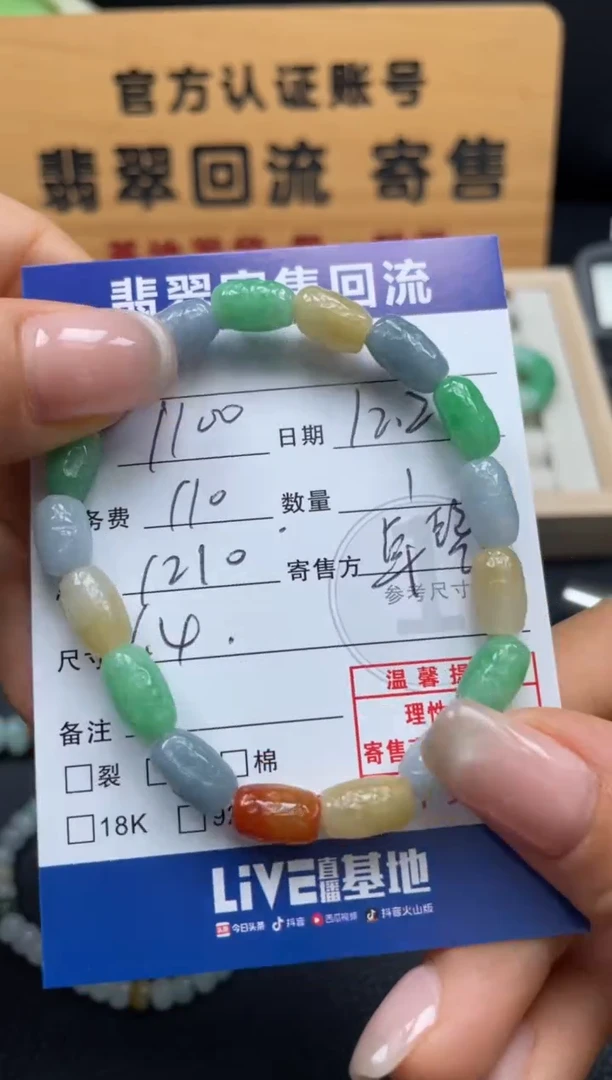 官方认证账号
翡翠回流 寄售
翡翠寄售回流
1100 日期 12.2
务费 110 数量 1
1210 寄售方
参考尺寸
尺寸 14.
温馨提
理性
寄售
备注
裂 棉
18K 92
LiVE直播基地
今日头条 抖音 西瓜视频 抖音火山版